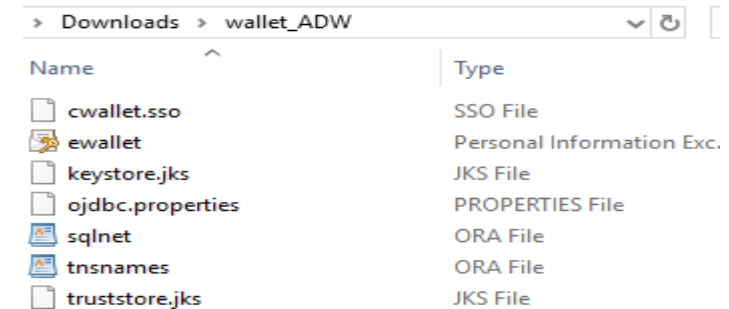 > Downloads > wallet_ADW
Name Type
cwallet.sso SSO File
ewallet Personal Information Exc.
keystore.jks JKS File
ojdbc.properties PROPERTIES File
sqlnet ORA File
tnsnames ORA File
truststore.jks JKS File